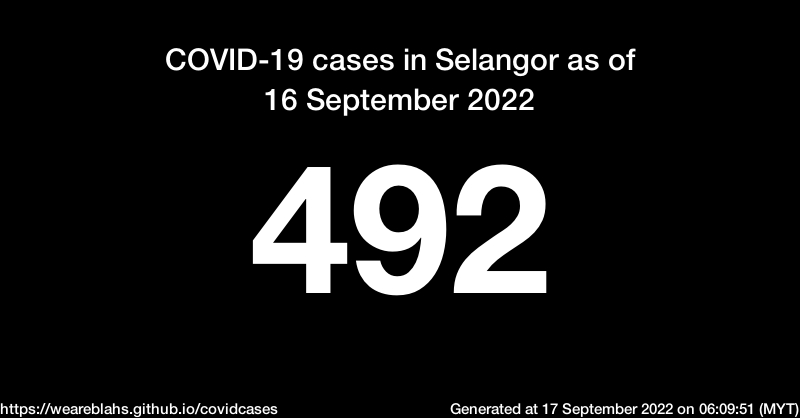 COVID-19 cases in Selangor as of
16 September 2022
492
https://weareblahs.github.io/covidcases
Generated at 17 September 2022 on 06:09:51 (MYT)